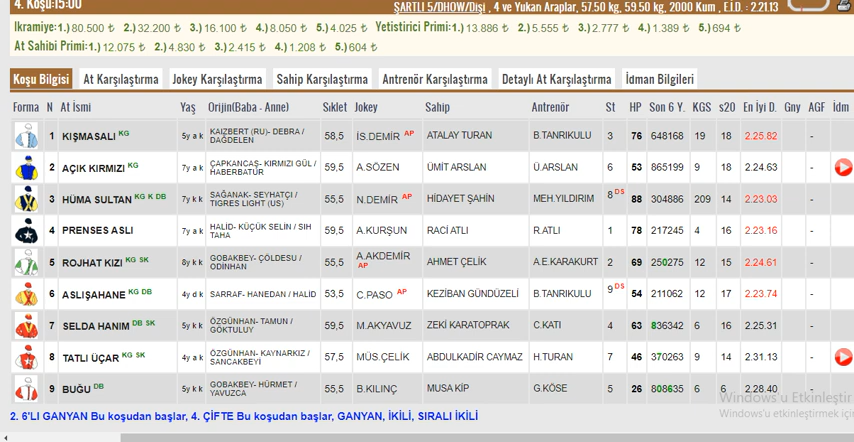 4. Koşu:15:00 ŞARTLI 5/DHOW/Dişi , 4 ve Yukarı Araplar, 57.50 kg, 59.50 kg, 2000 Kum , E.İ.D. : 2.21.13
İkramiye:1.) 80.500 ₺ 2.) 32.200 ₺ 3.) 16.100 ₺ 4.) 8.050 ₺ 5.) 4.025 ₺ Yetistirici Primi:1.) 13.886 ₺ 2.) 5.555 ₺ 3.) 2.777 ₺ 4.) 1.389 ₺ 5.) 694 ₺
At Sahibi Primi:1.) 12.075 ₺ 2.) 4.830 ₺ 3.) 2.415 ₺ 4.) 1.208 ₺ 5.) 604 ₺
Koşu Bilgisi At Karşılaştırma Jokey Karşılaştırma Sahip Karşılaştırma Antrenör Karşılaştırma Detaylı At Karşılaştırma İdman Bilgileri
Forma N At İsmi Yaş Orijin(Baba - Anne) Sıklet Jokey Sahip Antrenör St HP Son 6 Y. KGS s20 En İyi D. Gny AGF İdm
1 KIŞMASALI KG 5y a k KAIZBERT (RU)- DEBRA / DAĞDELEN 58,5 İS.DEMİR AP ATALAY TURAN B.TANRIKULU 3 76 648168 19 18 2.25.82 -
2 AÇIK KIRMIZI KG 7y a k ÇAPKANCAŞ- KIRMIZI GÜL / HABERBATUR 59,5 A.SÖZEN ÜMİT ARSLAN Ü.ARSLAN 6 53 865199 9 18 2.24.63 -
3 HÜMA SULTAN KG K DB 7y k k SAĞANAK- SEYHATÇI / TIGRES LIGHT (US) 55,5 N.DEMİR AP HİDAYET ŞAHİN MEH.YILDIRIM 8 DS 88 304886 209 14 2.23.03 -
4 PRENSES ASLI 7y a k HALID- KÜÇÜK SELİN / SIH TAHA 59,5 A.KURŞUN RACİ ATLI R.ATLI 1 78 217245 4 16 2.23.16 -
5 ROJHAT KIZI KG SK 8y k k GOBAKBEY- ÇÖLDESU / ODİNHAN 55,5 A.AKDEMİR AP AHMET ÇELİK A.E.KARAKURT 2 69 250275 12 15 2.24.61 -
6 ASLIŞAHANE KG DB 4y d k SARRAF- HANEDAN / HALID 53,5 C.PASO AP KEZİBAN GÜNDÜZELİ B.TANRIKULU 9 DS 54 211062 12 17 2.23.74 -
7 SELDA HANIM DB SK 5y k k ÖZGÜNHAN- TAMUN / GÖKTULUY 59,5 M.AKYAVUZ ZEKİ KARATOPRAK C.KATI 4 63 836342 6 16 2.25.31 -
8 TATLI UÇAR KG SK 4y a k ÖZGÜNHAN- KAYNARKIZ / SANCAKBEYİ 57,5 MÜS.ÇELİK ABDULKADİR CAYMAZ H.TURAN 7 46 370263 9 14 2.31.13 -
9 BUĞU DB 5y k k GOBAKBEY- HÜRMET / YAVUZCA 55,5 B.KILINÇ MUSA KİP G.KÖSE 5 26 808635 6 6 2.28.40 -
Windows'u Etkinleştir
2. 6'LI GANYAN Bu koşudan başlar, 4. ÇİFTE Bu koşudan başlar, GANYAN, İKİLİ, SIRALI İKİLİ
Windows'u etkinleştirmek için